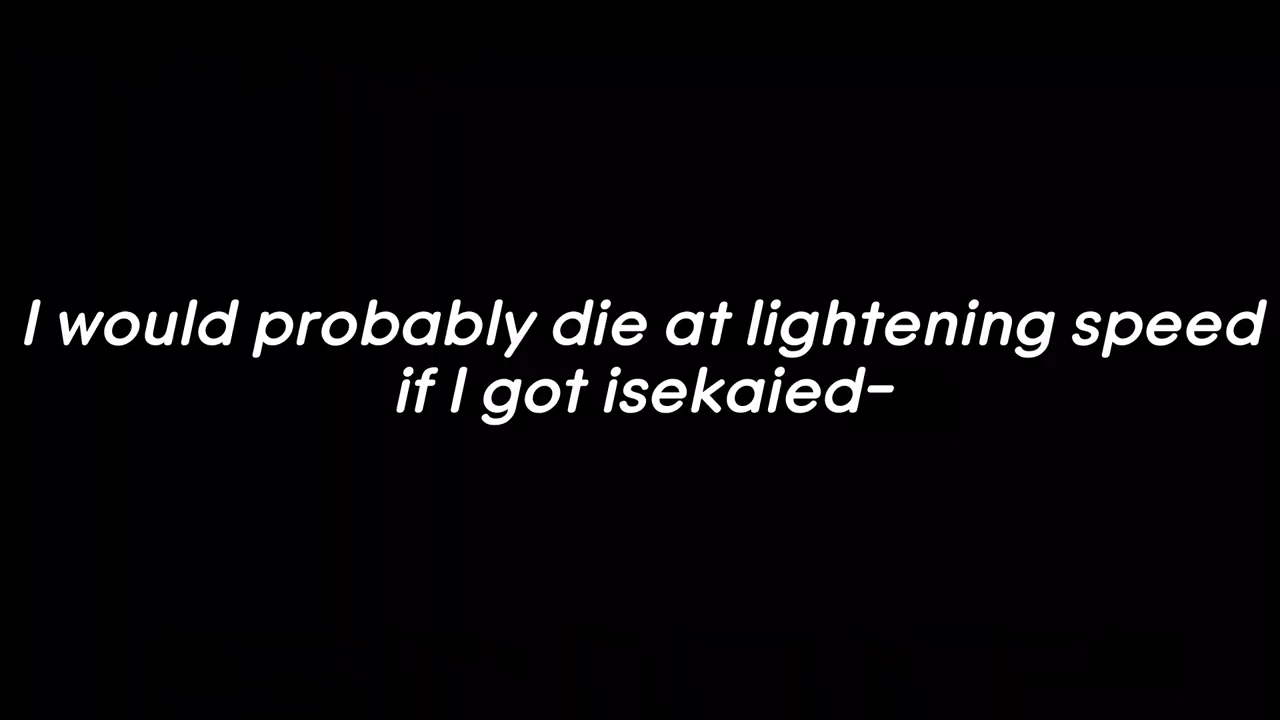 I would probably die at lightening speed
if I got isekaied-